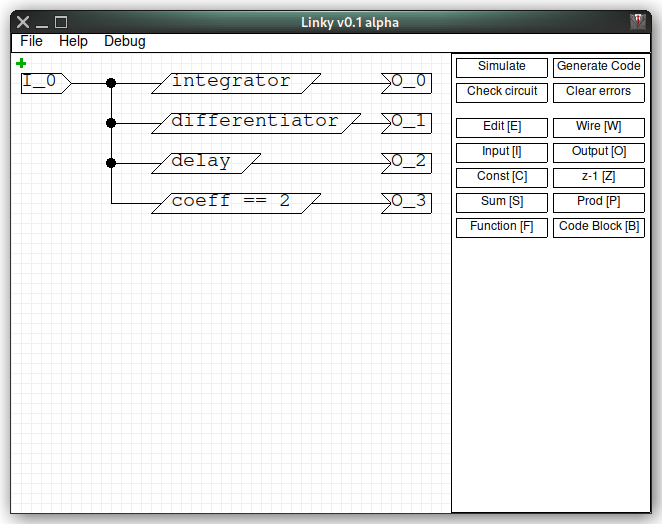 Linky v0.1 alpha
File Help Debug
I_0 integrator O_0
differentiator O_1
delay O_2
coeff == 2 O_3
Simulate Generate Code
Check circuit Clear errors
Edit [E] Wire [W]
Input [I] Output [O]
Const [C] z-1 [Z]
Sum [S] Prod [P]
Function [F] Code Block [B]